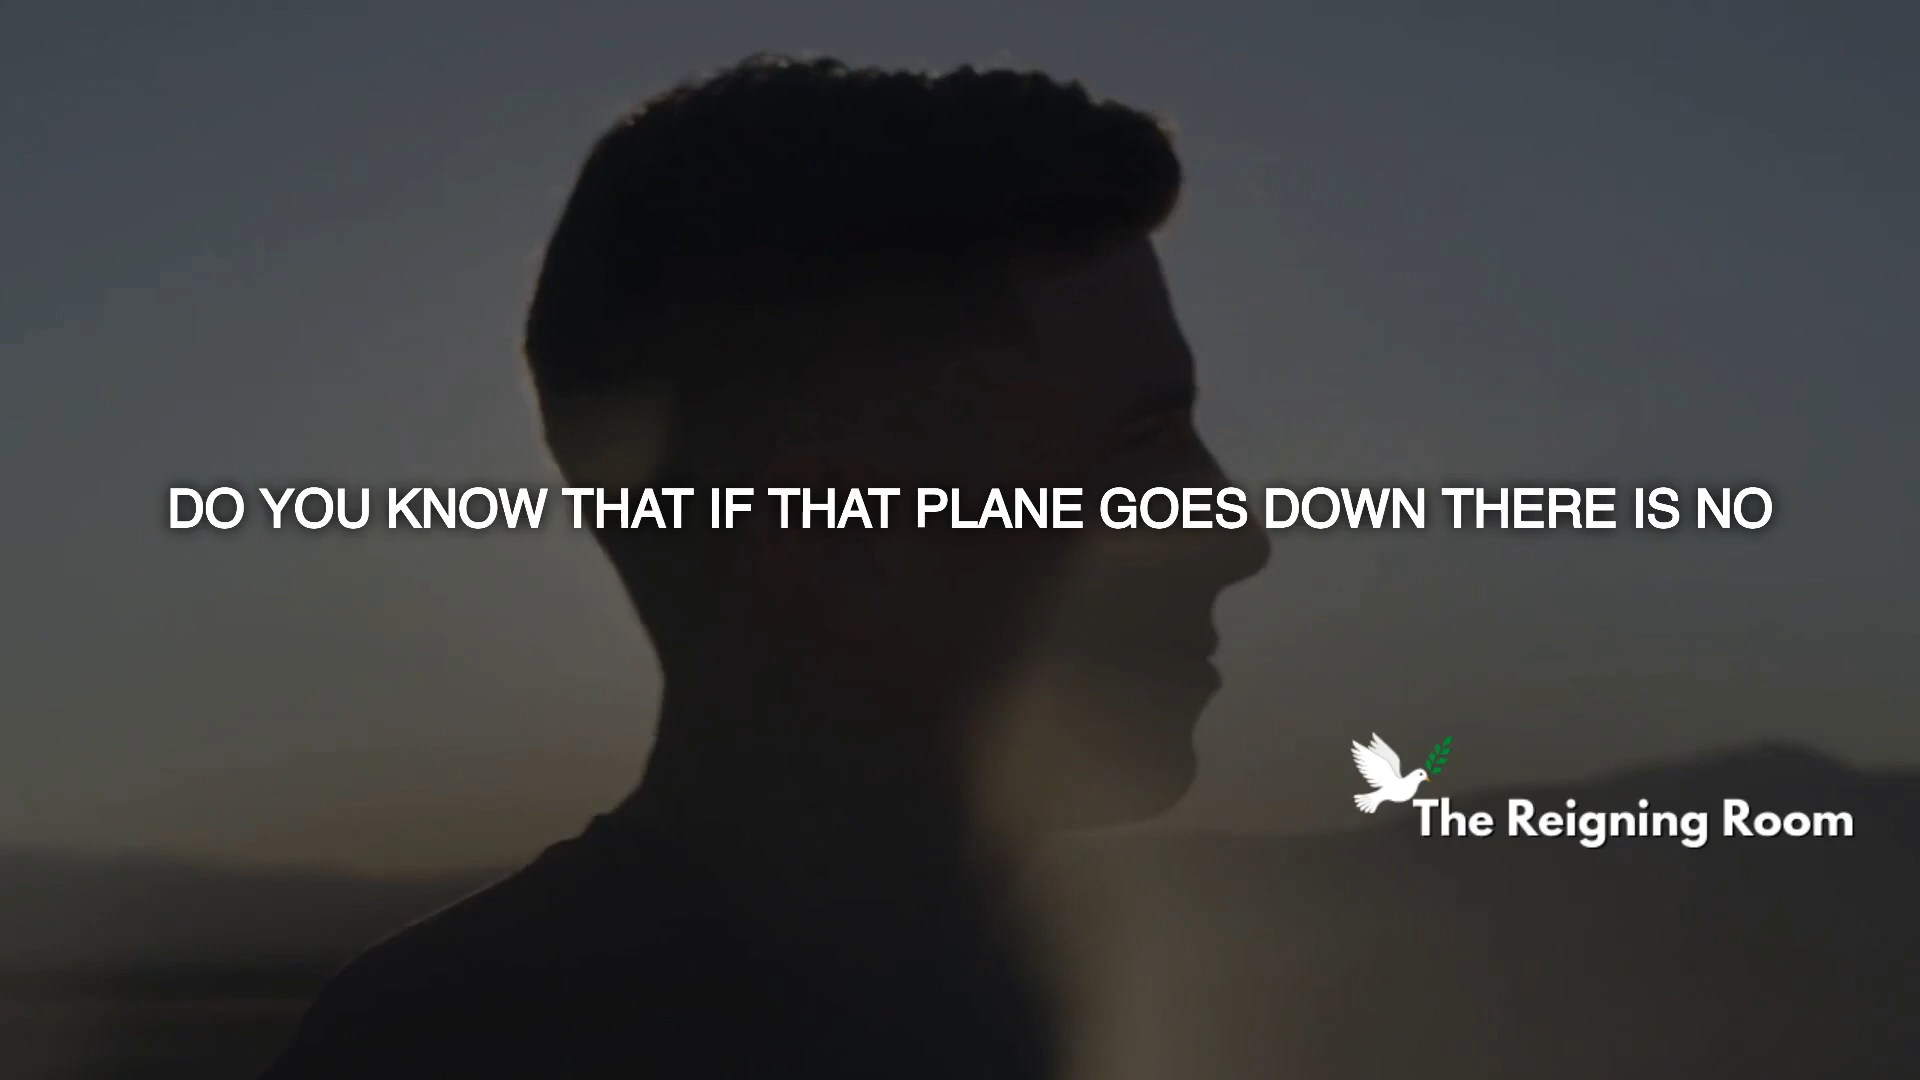 DO YOU KNOW THAT IF THAT PLANE GOES DOWN THERE IS NO
The Reigning Room